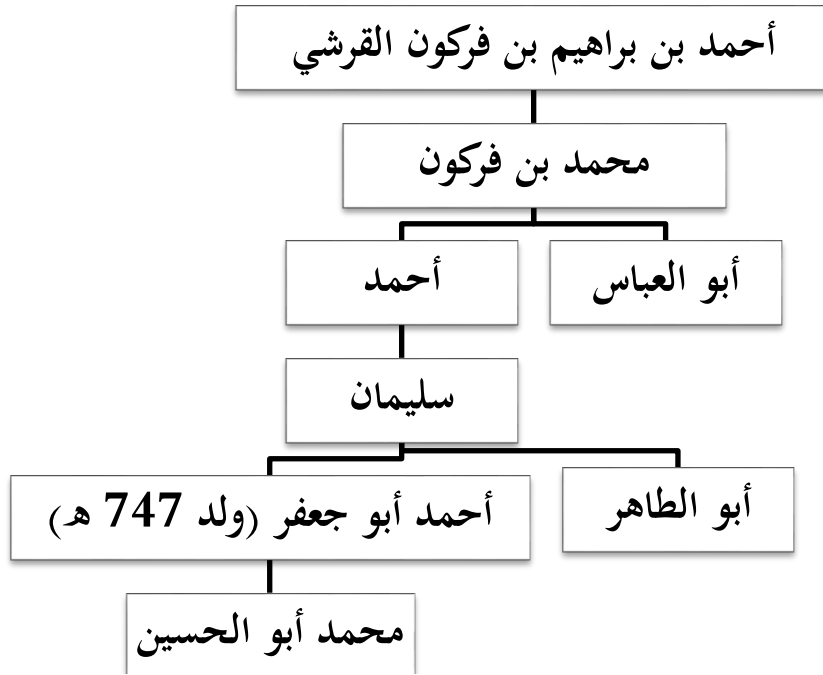 أحمد بن براهيم بن فركون القرشي
محمد بن فركون
أبو العباس
أحمد
سليمان
أبو الطاهر
أحمد أبو جعفر (ولد 747 هـ)
محمد أبو الحسين